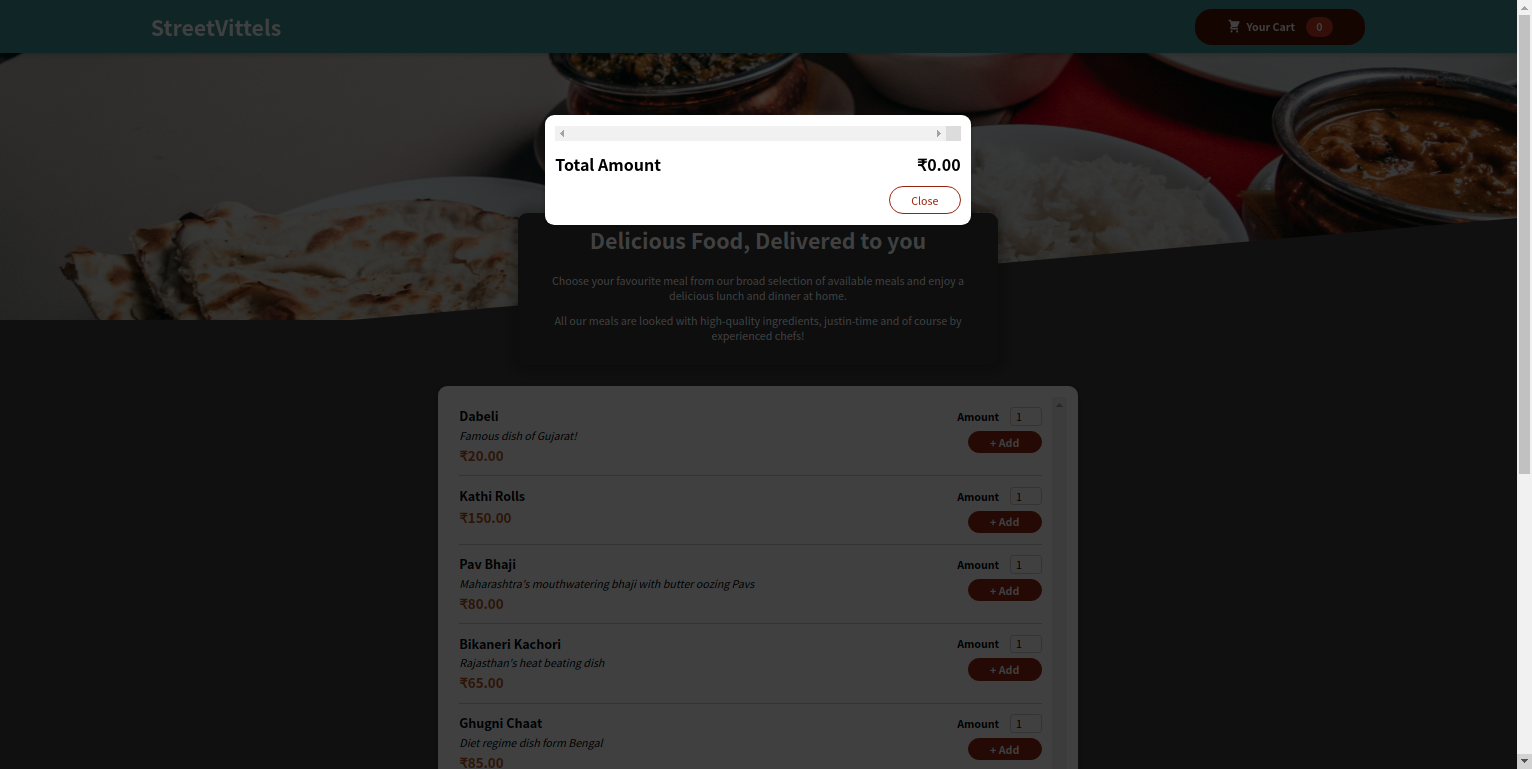 StreetVittels
Your Cart 0
Total Amount ₹0.00
Close
Delicious Food, Delivered to you
Choose your favourite meal from our broad selection of available meals and enjoy a
delicious lunch and dinner at home.
All our meals are looked with high-quality ingredients, justin-time and of course by
experienced chefs!
Dabeli Amount 1
Famous dish of Gujarat! + Add
₹20.00
Kathi Rolls Amount 1
₹150.00 + Add
Pav Bhaji Amount 1
Maharashtra's mouthwatering bhaji with butter oozing Pavs + Add
₹80.00
Bikaneri Kachori Amount 1
Rajasthan's heat beating dish + Add
₹65.00
Ghugni Chaat Amount 1
Diet regime dish form Bengal + Add
₹85.00